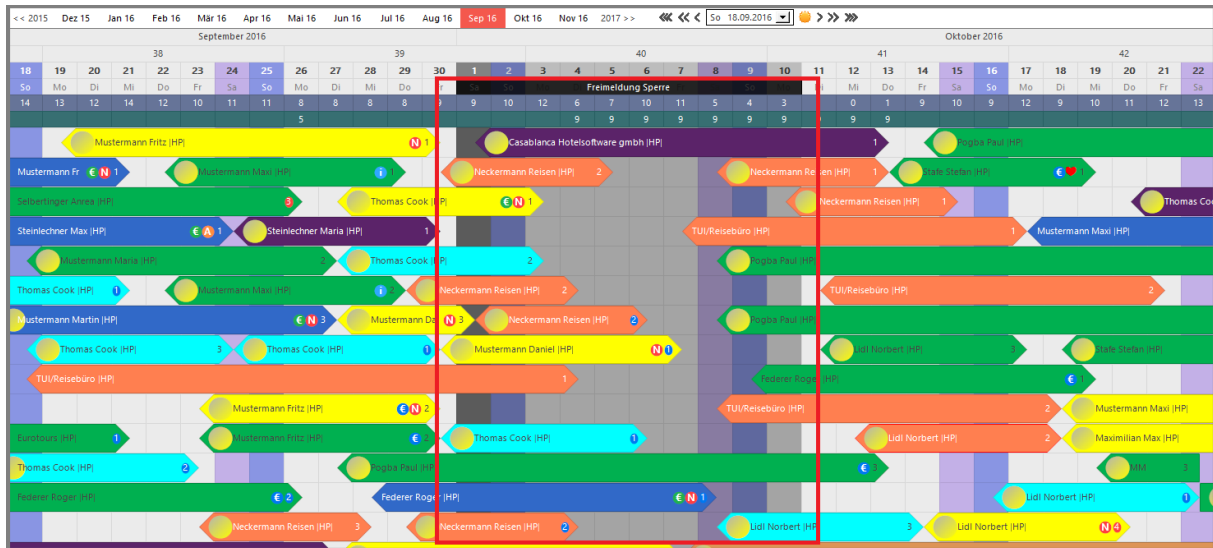 << 2015 Dez 15 Jan 16 Feb 16 Mär 16 Apr 16 Mai 16 Jun 16 Jul 16 Aug 16 Sep 16 Okt 16 Nov 16 2017 >> So 18.09.2016
September 2016 Oktober 2016
38 39 40 41 42
18 19 20 21 22 23 24 25 26 27 28 29 30 1 2 3 4 5 6 7 8 9 10 11 12 13 14 15 16 17 18 19 20 21 22
So Mo Di Mi Do Fr Sa So Mo Di Mi Do Fr Sa So Freimeldung Sperre So Di Mi Do Fr Sa So Mo Di Mi Do Fr Sa
14 13 12 12 12 10 11 11 8 8 8 8 9 10 12 6 7 10 11 5 4 3 0 1 9 10 9 12 10 10 11 12 13
5 9 9 9 9 9 9 9 9 9
Mustermann Fritz |HP| N 1 Casablanca Hotelsoftware gmbh |HP| 1 Pogba Paul |HP|
Mustermann Fr € N 1 Mustermann Maxi |HP| i 1 Neckermann Reisen |HP| 2 Neckermann Reisen |HP| 1 Stafe Stefan |HP| € 1
Selbertinger Anrea |HP| 3 Thomas Cook |HP| € N 1 Neckermann Reisen |HP| 1 Thomas Co
Steinlechner Max |HP| € A 1 Steinlechner Maria |HP| 1 TUI/Reisebüro |HP| 1 Mustermann Maxi |HP|
Mustermann Maria |HP| 2 Thomas Cook |HP| 2 Pogba Paul |HP|
Thomas Cook |HP| 1 Mustermann Maxi |HP| i 2 Neckermann Reisen |HP| 2 TUI/Reisebüro |HP| 2
Mustermann Martin |HP| € N 3 Mustermann Da N 3 Neckermann Reisen |HP| 2 Pogba Paul |HP|
Thomas Cook |HP| 3 Thomas Cook |HP| 1 Mustermann Daniel |HP| N 1 Lidl Norbert |HP| 3 Stafe Stefan |HP|
TUI/Reisebüro |HP| 1 Federer Roger |HP| € 1
Mustermann Fritz |HP| € N 2 TUI/Reisebüro |HP| 2 Mustermann Maxi |HP|
Eurotours |HP| 1 Mustermann Fritz |HP| € 2 Thomas Cook |HP| 1 Lidl Norbert |HP| 2 Maximilian Max |HP|
Thomas Cook |HP| 2 Pogba Paul |HP| € 3 MM 3
Federer Roger |HP| € 2 Federer Roger |HP| € N 1 Lidl Norbert |HP| 1
Neckermann Reisen |HP| 3 Neckermann Reisen |HP| 2 Lidl Norbert |HP| 3 Lidl Norbert |HP| N 4